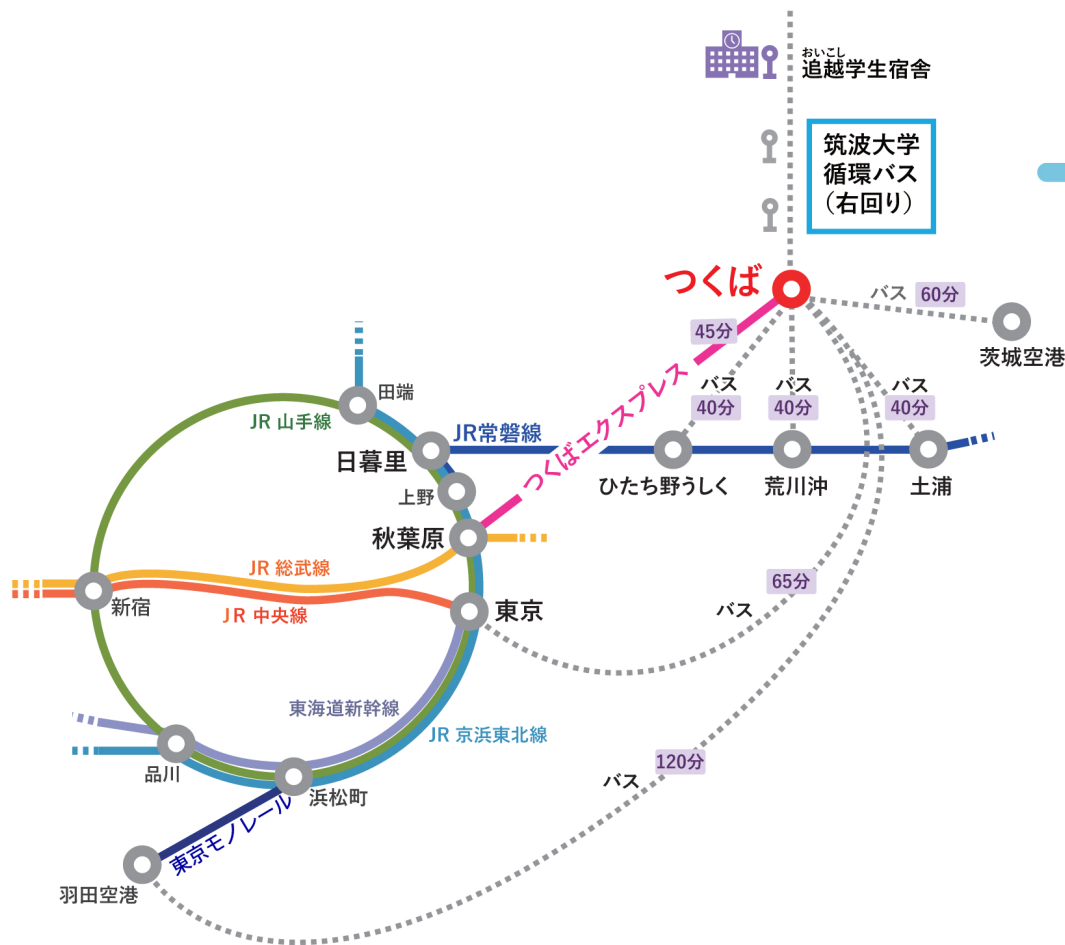 おいこし
追越学生宿舎
筑波大学
循環バス
（右回り）
つくば
バス 60分
茨城空港
45分
つくばエクスプレス
バス
40分
バス
40分
バス
40分
田端
JR 山手線
JR常磐線
日暮里
上野
ひたち野うしく
荒川沖
土浦
秋葉原
JR 総武線
新宿
JR 中央線
東京
65分
バス
東海道新幹線
JR 京浜東北線
120分
バス
品川
浜松町
東京モノレール
羽田空港